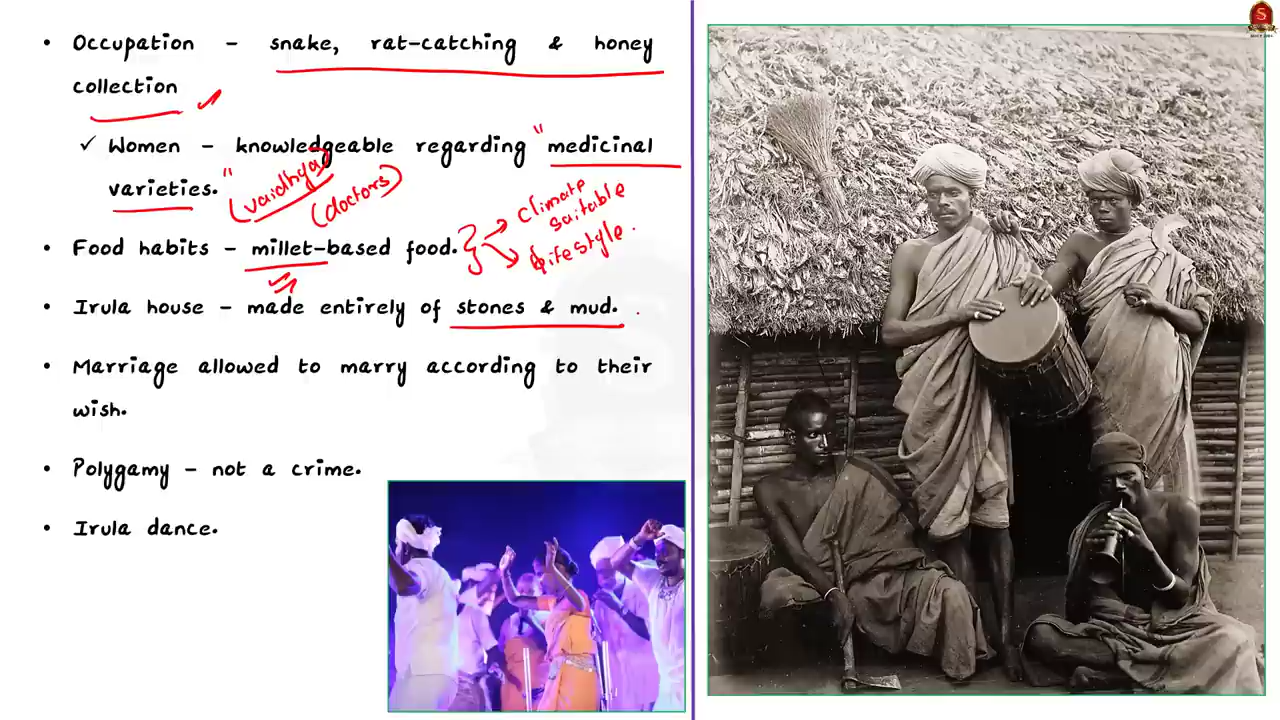 • Occupation – snake, rat-catching & honey
collection
✓ Women – knowledgeable regarding "medicinal
varieties."
(vaidhyas)
(doctors)
• Food habits – millet-based food.
climate
suitable
lifestyle.
• Irula house – made entirely of stones & mud.
• Marriage allowed to marry according to their
wish.
• Polygamy – not a crime.
• Irula dance.
S